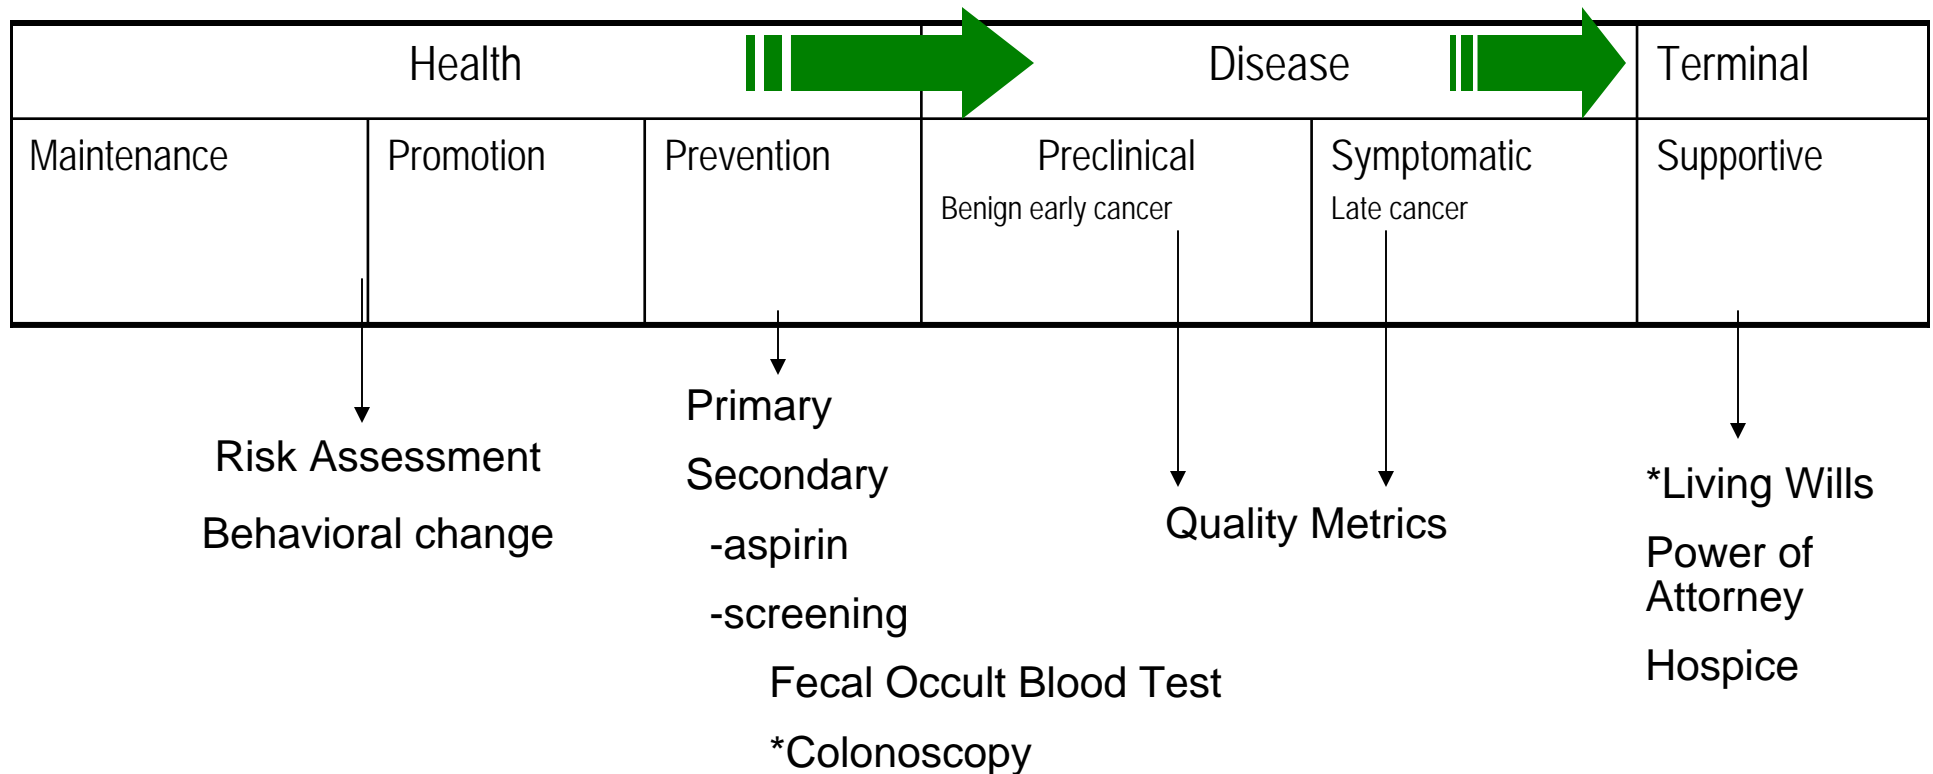 Health
Disease
Terminal
Maintenance
Promotion
Prevention
Preclinical
Benign early cancer
Symptomatic
Late cancer
Supportive
Risk Assessment
Behavioral change
Primary
Secondary
-aspirin
-screening
Fecal Occult Blood Test
*Colonoscopy
Quality Metrics
*Living Wills
Power of
Attorney
Hospice